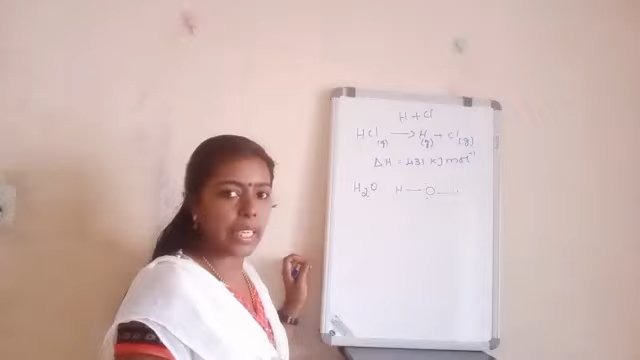 H + Cl
HCl(g) → H(g) + Cl(g)
ΔH = 431 KJ mol⁻¹
H₂O H—O—